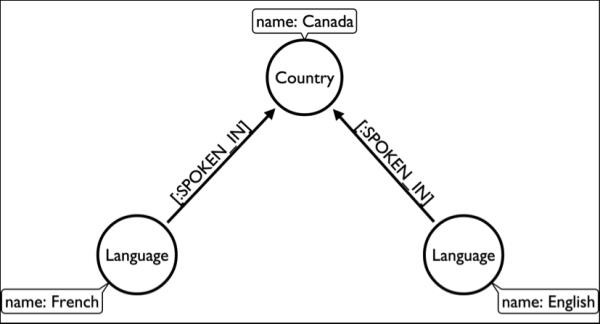 name: Canada
Country
[:SPOKEN_IN]
[:SPOKEN_IN]
Language
Language
name: French
name: English